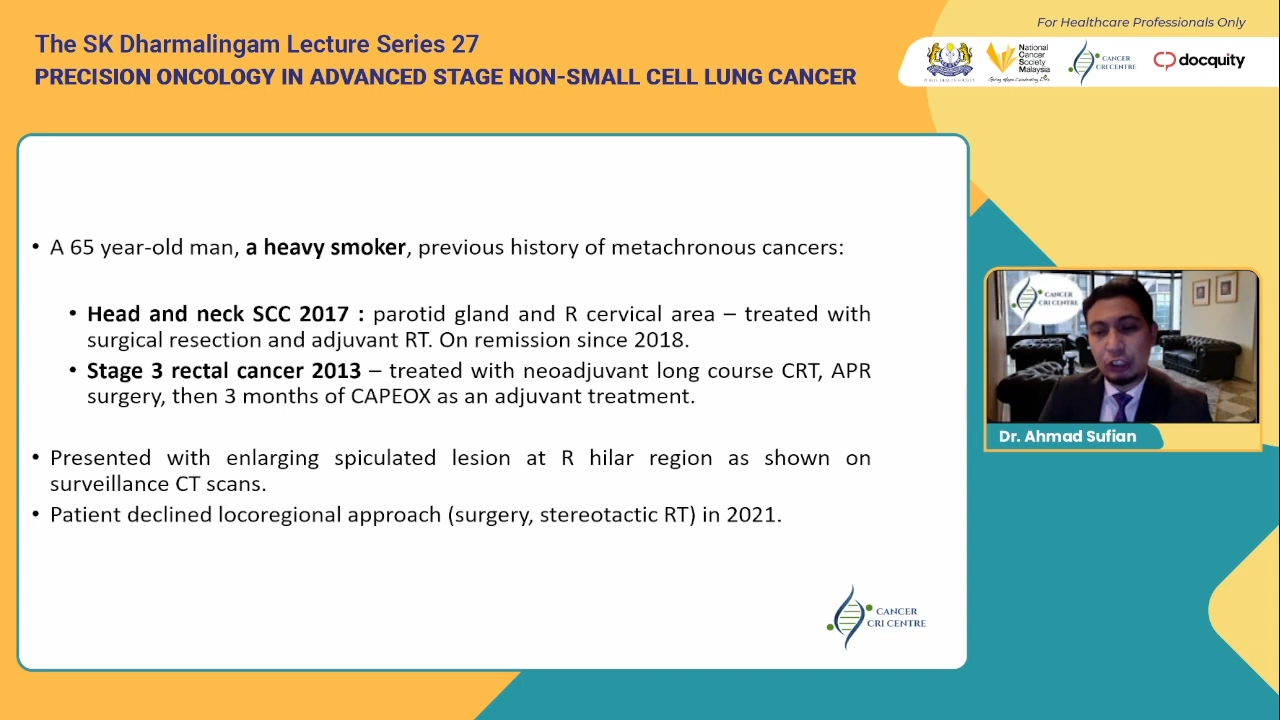 For Healthcare Professionals Only
The SK Dharmalingam Lecture Series 27
PRECISION ONCOLOGY IN ADVANCED STAGE NON-SMALL CELL LUNG CANCER
National
Cancer
Society
Malaysia
CANCER
CRI CENTRE
docquity
• A 65 year-old man, a heavy smoker, previous history of metachronous cancers:
• Head and neck SCC 2017 : parotid gland and R cervical area – treated with
surgical resection and adjuvant RT. On remission since 2018.
• Stage 3 rectal cancer 2013 – treated with neoadjuvant long course CRT, APR
surgery, then 3 months of CAPEOX as an adjuvant treatment.
• Presented with enlarging spiculated lesion at R hilar region as shown on
surveillance CT scans.
• Patient declined locoregional approach (surgery, stereotactic RT) in 2021.
CANCER
CRI CENTRE
CANCER
CRI CENTRE
Dr. Ahmad Sufian